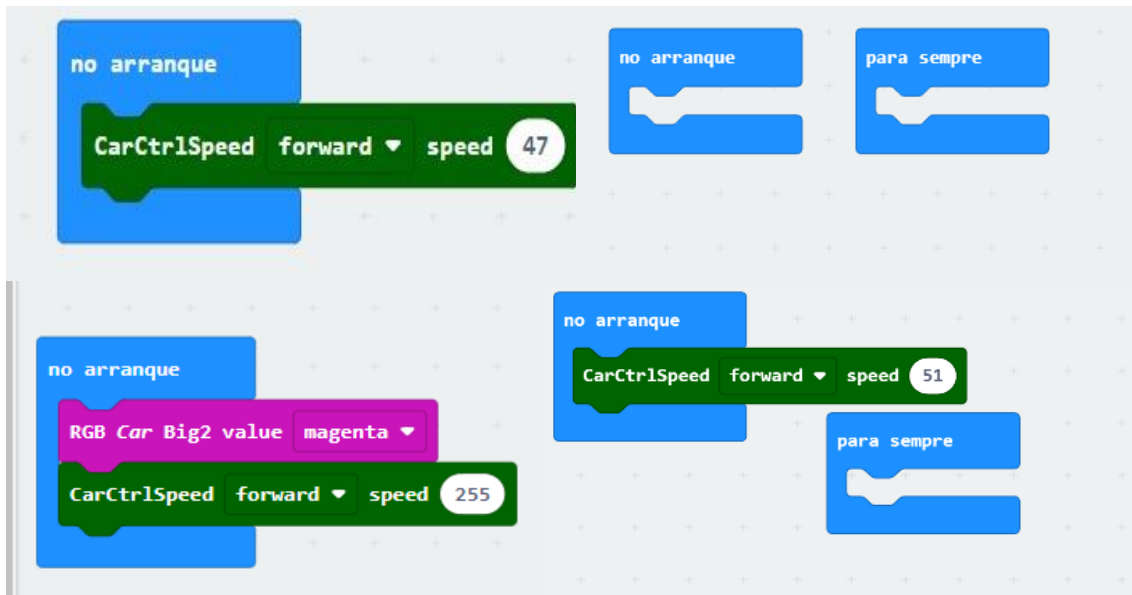 no arranque
CarCtrlSpeed forward speed 47
no arranque
para sempre
no arranque
RGB Car Big2 value magenta
CarCtrlSpeed forward speed 255
no arranque
CarCtrlSpeed forward speed 51
para sempre